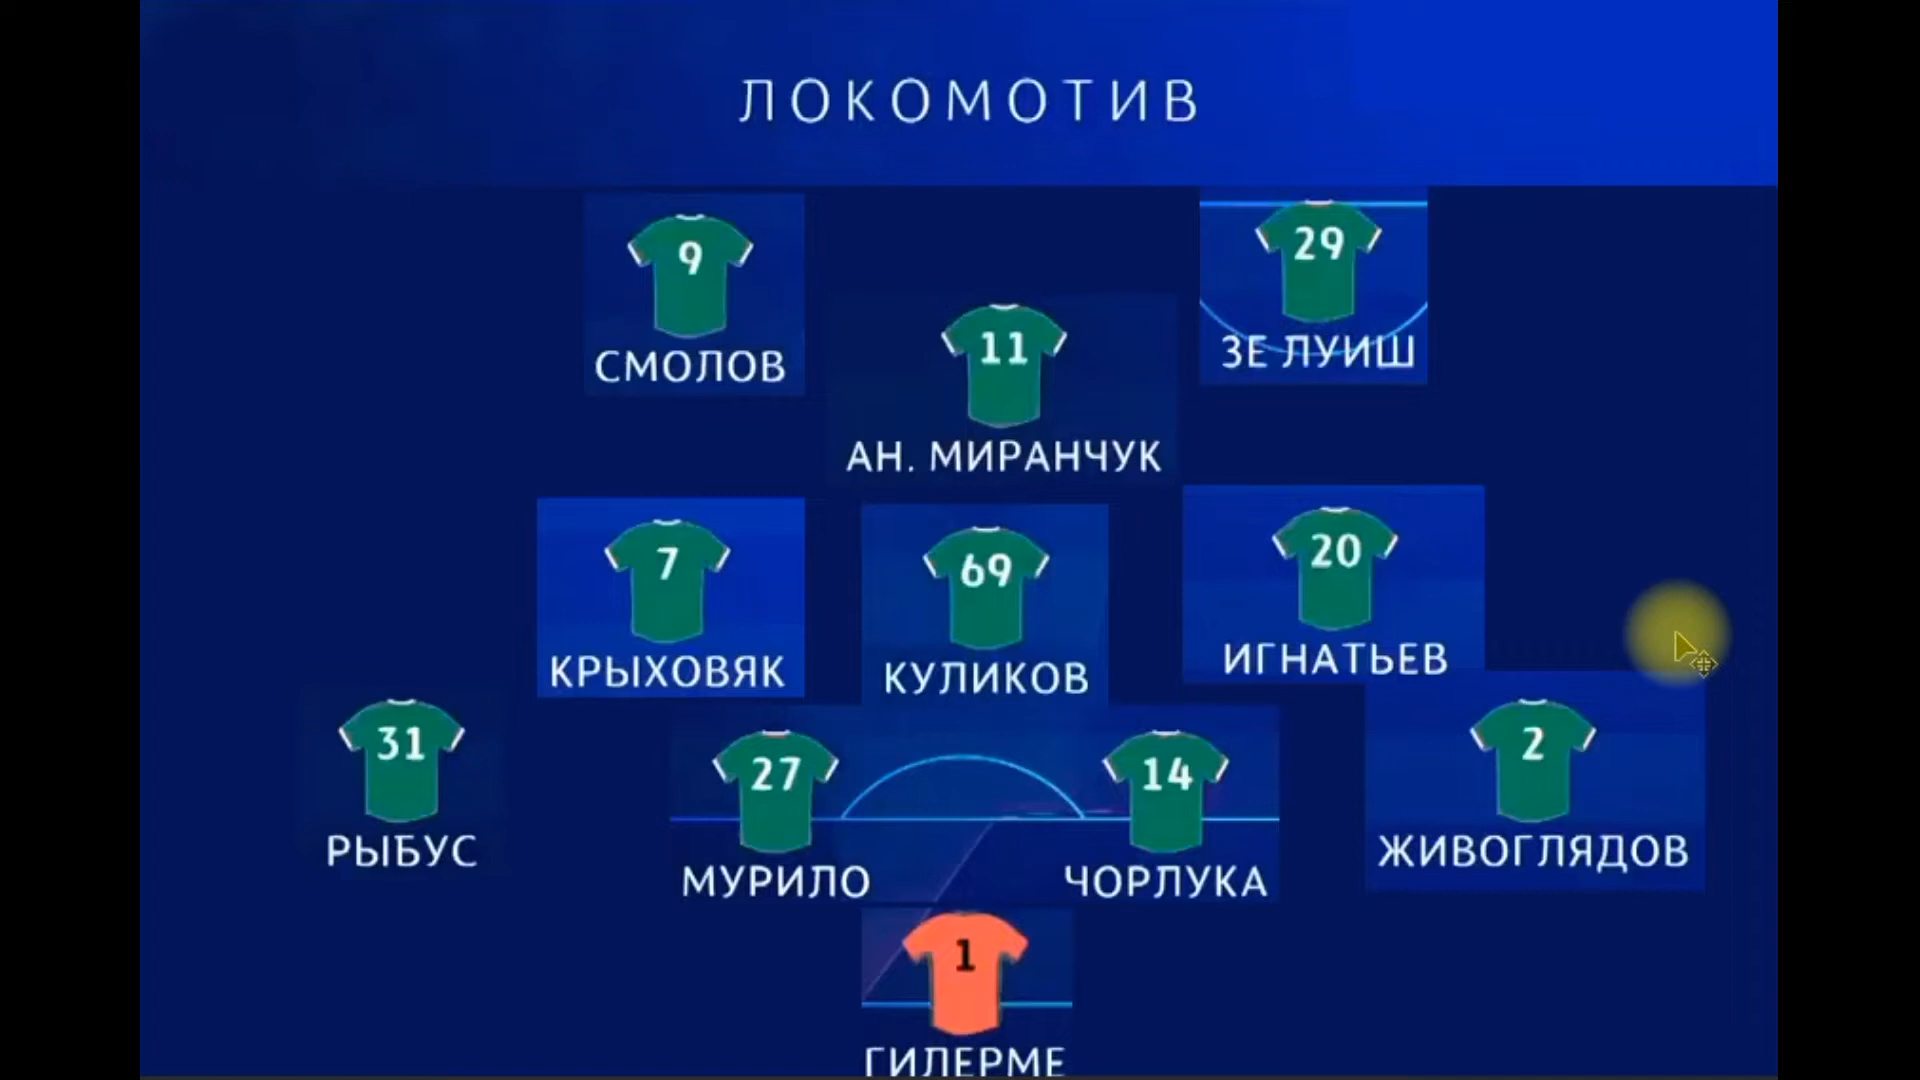 ЛОКОМОТИВ
9
СМОЛОВ
29
ЗЕ ЛУИШ
11
АН. МИРАНЧУК
7
КРЫХОВЯК
69
КУЛИКОВ
20
ИГНАТЬЕВ
31
РЫБУС
27
МУРИЛО
14
ЧОРЛУКА
2
ЖИВОГЛЯДОВ
1
ГИЛЕРМЕ